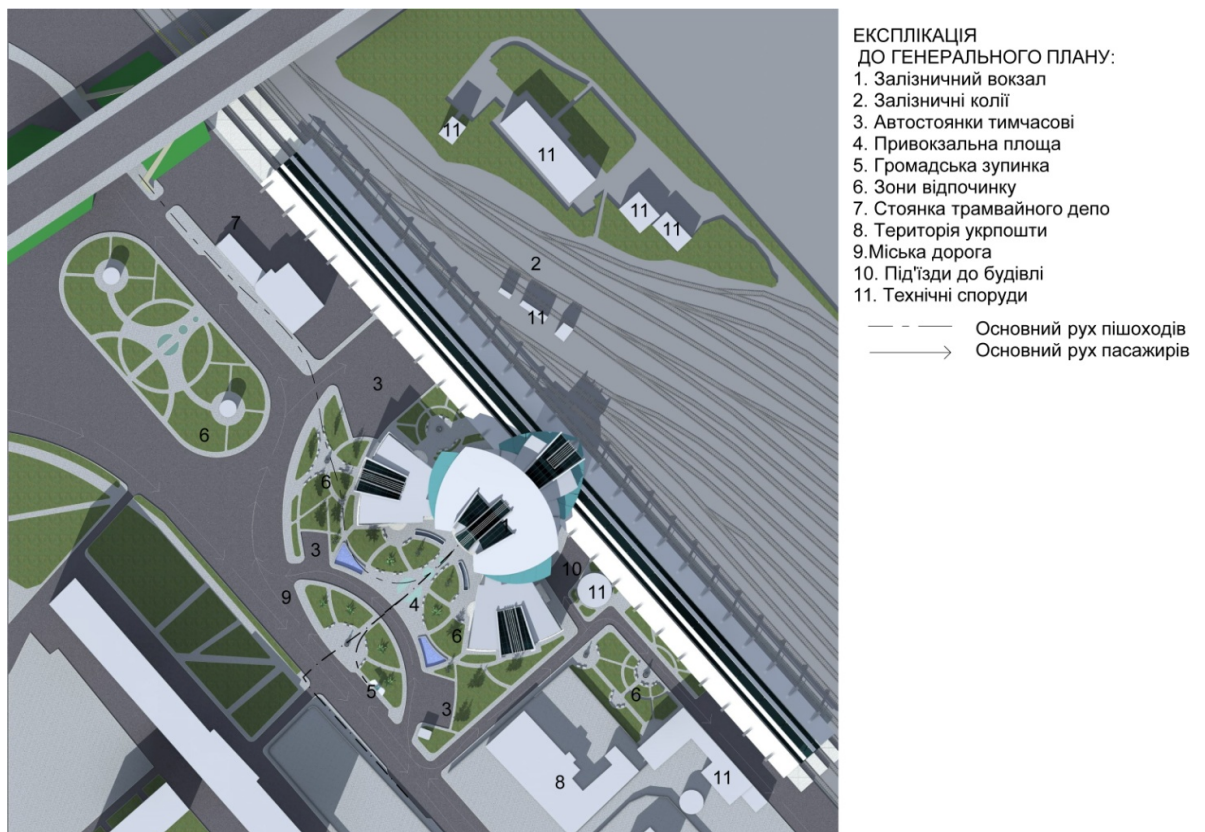 ЕКСПЛІКАЦІЯ
ДО ГЕНЕРАЛЬНОГО ПЛАНУ:
1. Залізничний вокзал
2. Залізничні колії
3. Автостоянки тимчасові
4. Привокзальна площа
5. Громадська зупинка
6. Зони відпочинку
7. Стоянка трамвайного депо
8. Територія укрпошти
9.Міська дорога
10. Під'їзди до будівлі
11. Технічні споруди
Основний рух пішоходів
Основний рух пасажирів
11
11
11
11
7
2
11
3
6
6
1
3
10
11
9
4
6
5
6
3
8
11